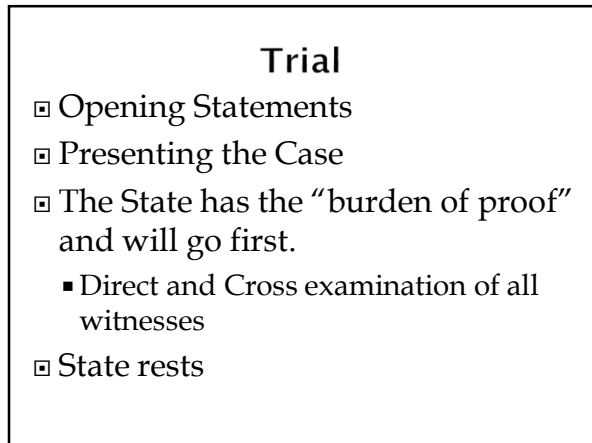 Trial
Opening Statements
Presenting the Case
The State has the “burden of proof”
and will go first.
Direct and Cross examination of all
witnesses
State rests